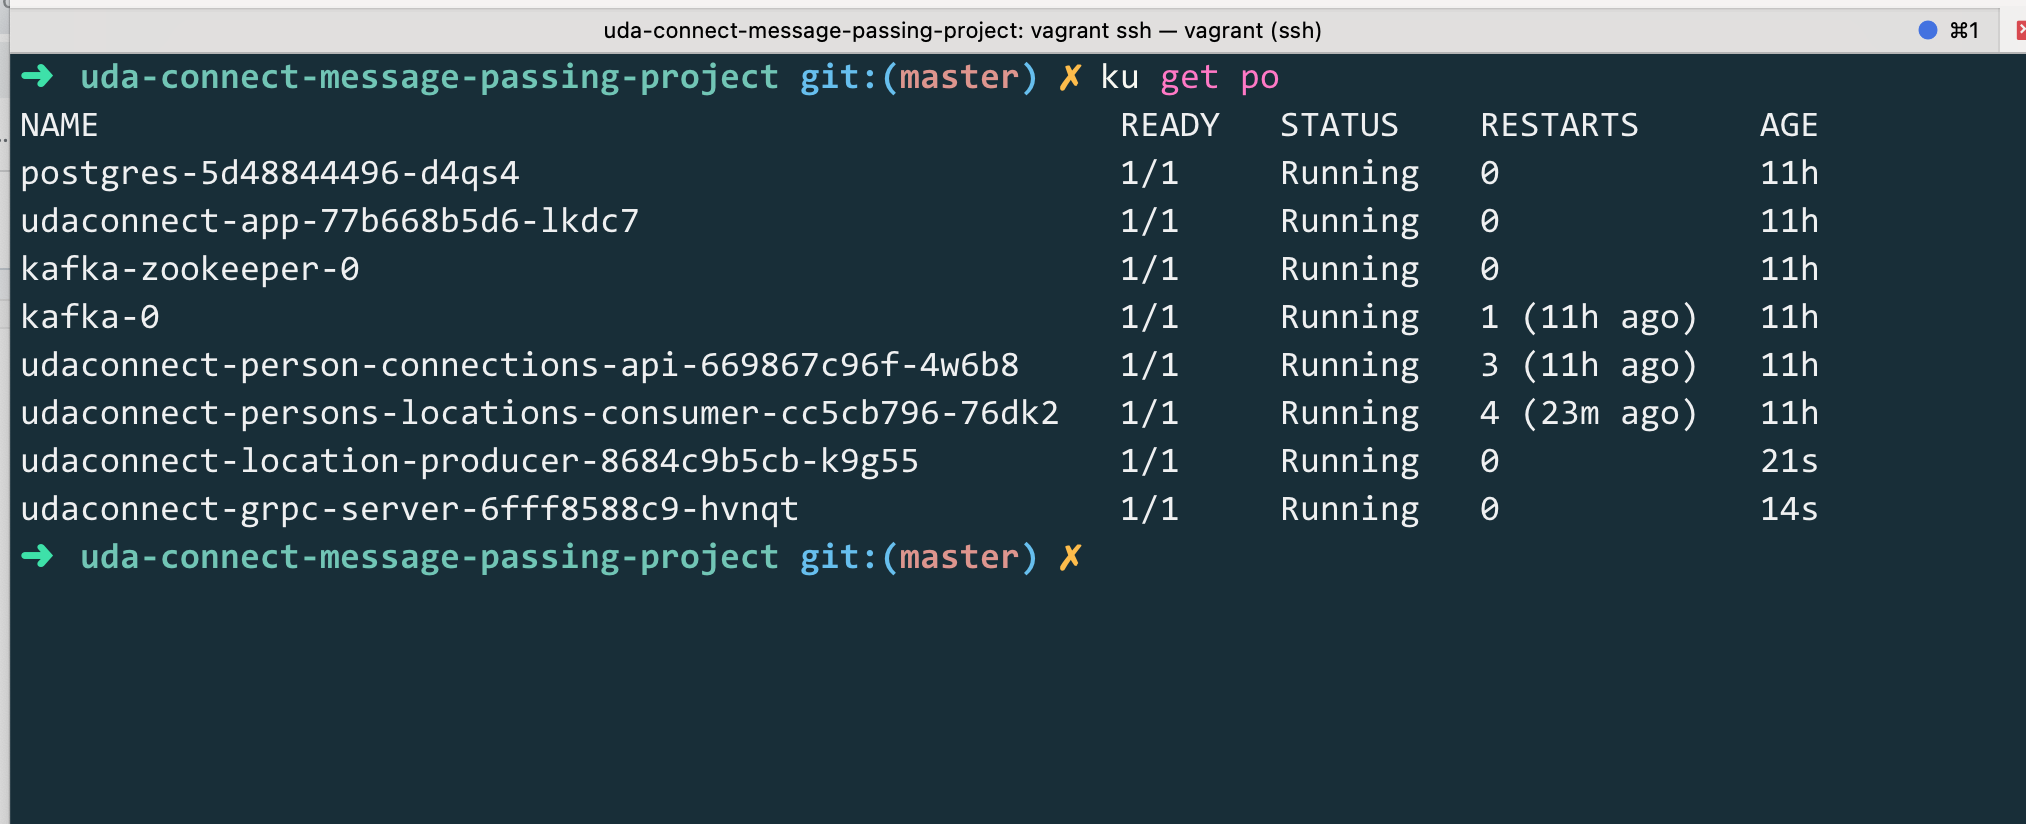 uda-connect-message-passing-project: vagrant ssh — vagrant (ssh) ⌘1
➜ uda-connect-message-passing-project git:(master) ✗ ku get po
NAME READY STATUS RESTARTS AGE
postgres-5d48844496-d4qs4 1/1 Running 0 11h
udaconnect-app-77b668b5d6-lkdc7 1/1 Running 0 11h
kafka-zookeeper-0 1/1 Running 0 11h
kafka-0 1/1 Running 1 (11h ago) 11h
udaconnect-person-connections-api-669867c96f-4w6b8 1/1 Running 3 (11h ago) 11h
udaconnect-persons-locations-consumer-cc5cb796-76dk2 1/1 Running 4 (23m ago) 11h
udaconnect-location-producer-8684c9b5cb-k9g55 1/1 Running 0 21s
udaconnect-grpc-server-6fff8588c9-hvnqt 1/1 Running 0 14s
➜ uda-connect-message-passing-project git:(master) ✗